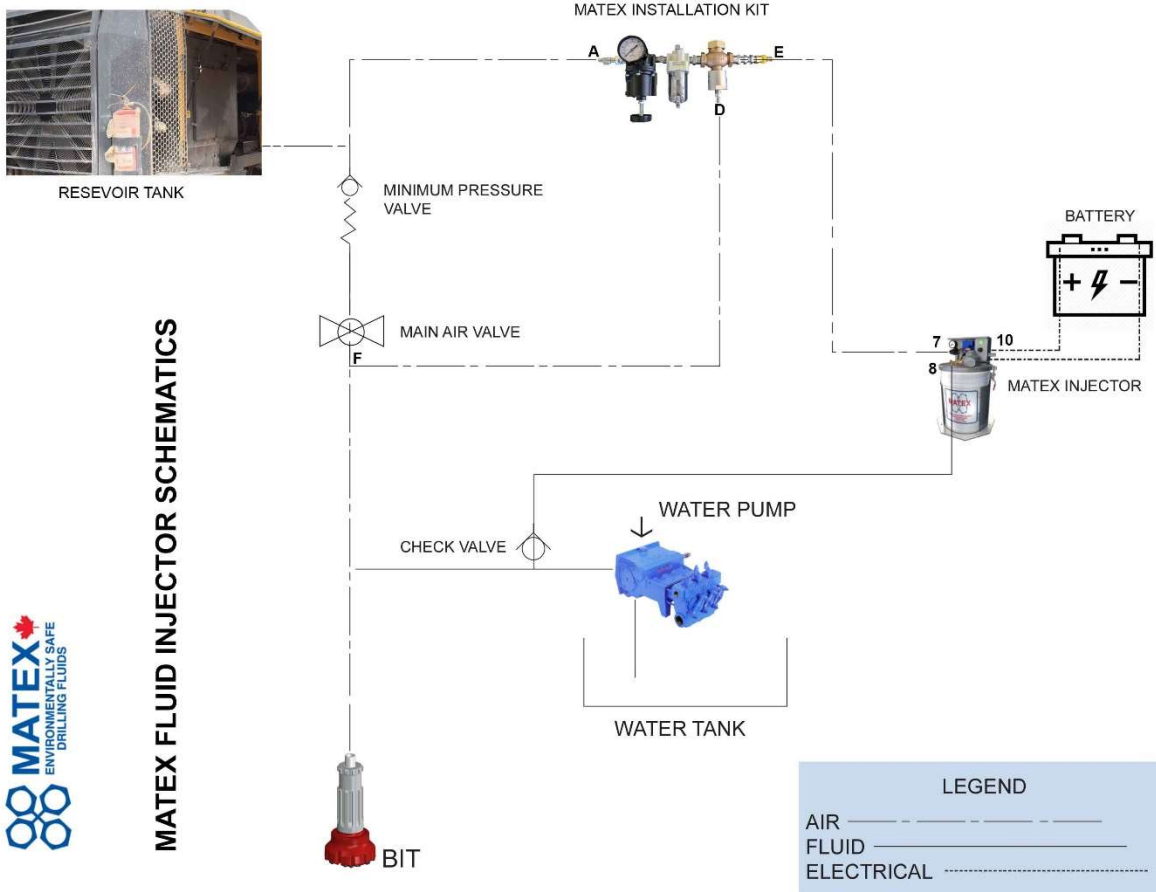 MATEX INSTALLATION KIT
A
E
D
RESEVOIR TANK
MINIMUM PRESSURE
VALVE
BATTERY
MAIN AIR VALVE
F
7
10
8
MATEX
MATEX INJECTOR
WATER PUMP
CHECK VALVE
WATER TANK
BIT
MATEX FLUID INJECTOR SCHEMATICS
MATEX
ENVIRONMENTALLY SAFE
DRILLING FLUIDS
LEGEND
AIR
FLUID
ELECTRICAL